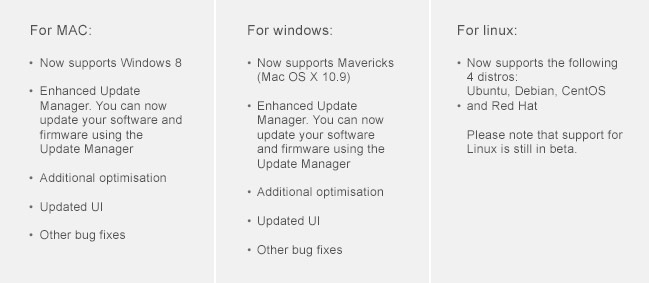 For MAC:
• Now supports Windows 8
• Enhanced Update
Manager. You can now
update your software and
firmware using the
Update Manager
• Additional optimisation
• Updated UI
• Other bug fixes
For windows:
• Now supports Mavericks
(Mac OS X 10.9)
• Enhanced Update
Manager. You can now
update your software
and firmware using the
Update Manager
• Additional optimisation
• Updated UI
• Other bug fixes
For linux:
• Now supports the following
4 distros:
Ubuntu, Debian, CentOS
• and Red Hat
Please note that support for
Linux is still in beta.